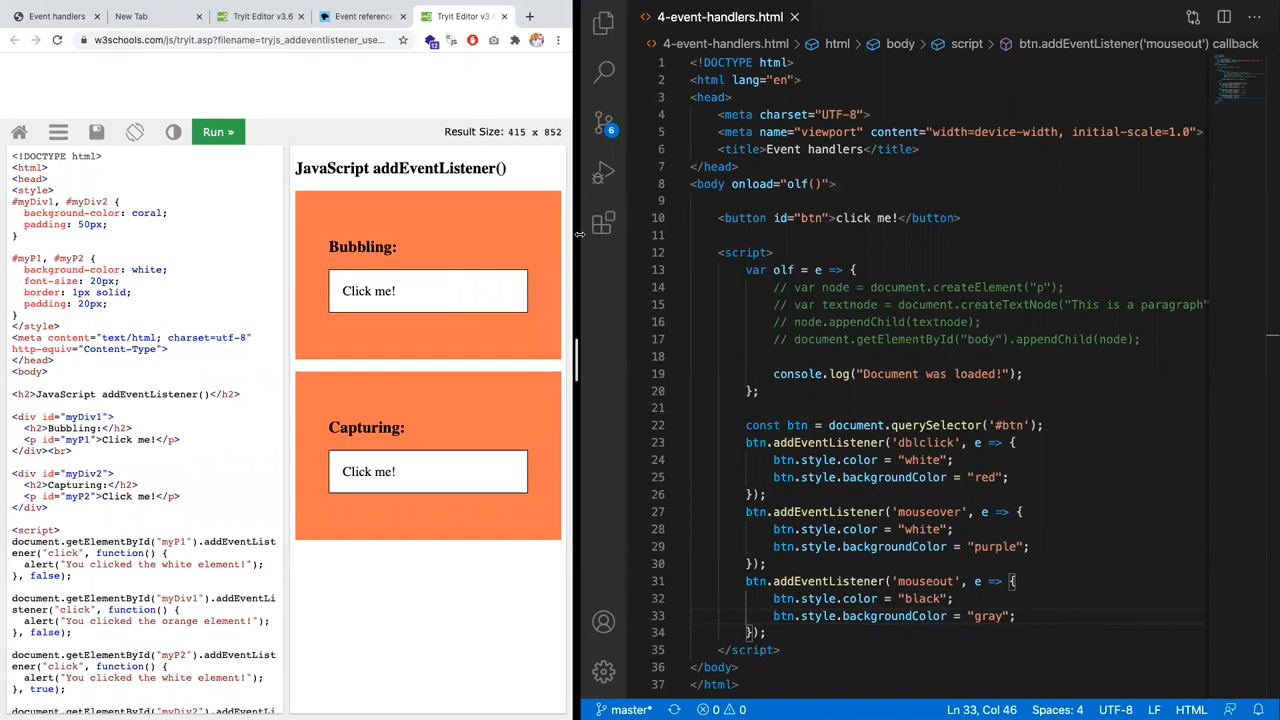 Event handlers
New Tab
Tryit Editor v3.6
Event reference
Tryit Editor v3.6
w3schools.com/js/tryit.asp?filename=tryjs_addeventlistener_use...
12
Run »
Result Size: 415 x 852
<!DOCTYPE html>
<html>
<head>
<style>
#myDiv1, #myDiv2 {
background-color: coral;
padding: 50px;
}
#myP1, #myP2 {
background-color: white;
font-size: 20px;
border: 1px solid;
padding: 20px;
}
</style>
<meta content="text/html; charset=utf-8"
http-equiv="Content-Type">
</head>
<body>
<h2>JavaScript addEventListener()</h2>
<div id="myDiv1">
<h2>Bubbling:</h2>
<p id="myP1">Click me!</p>
</div><br>
<div id="myDiv2">
<h2>Capturing:</h2>
<p id="myP2">Click me!</p>
</div>
<script>
document.getElementById("myP1").addEventLis
tener("click", function() {
alert("You clicked the white element!");
}, false);
document.getElementById("myDiv1").addEventLi
stener("click", function() {
alert("You clicked the orange element!");
}, false);
document.getElementById("myP2").addEventList
ener("click", function() {
alert("You clicked the white element!");
}, true);
document.getElementById("myDiv2").addEventLi
JavaScript addEventListener()
Bubbling:
Click me!
Capturing:
Click me!
4-event-handlers.html
4-event-handlers.html > html > body > script > btn.addEventListener('mouseout') callback
6
1 <!DOCTYPE html>
2 <html lang="en">
3 <head>
4 <meta charset="UTF-8">
5 <meta name="viewport" content="width=device-width, initial-scale=1.0">
6 <title>Event handlers</title>
7 </head>
8 <body onload="olf()">
9
10 <button id="btn">click me!</button>
11
12 <script>
13 var olf = e => {
14 // var node = document.createElement("p");
15 // var textnode = document.createTextNode("This is a paragraph"
16 // node.appendChild(textnode);
17 // document.getElementById("body").appendChild(node);
18
19 console.log("Document was loaded!");
20 };
21
22 const btn = document.querySelector('#btn');
23 btn.addEventListener('dblclick', e => {
24 btn.style.color = "white";
25 btn.style.backgroundColor = "red";
26 });
27 btn.addEventListener('mouseover', e => {
28 btn.style.color = "white";
29 btn.style.backgroundColor = "purple";
30 });
31 btn.addEventListener('mouseout', e => {
32 btn.style.color = "black";
33 btn.style.backgroundColor = "gray";
34 });
35 </script>
36 </body>
37 </html>
master*
0 0
Ln 33, Col 46
Spaces: 4
UTF-8
LF
HTML